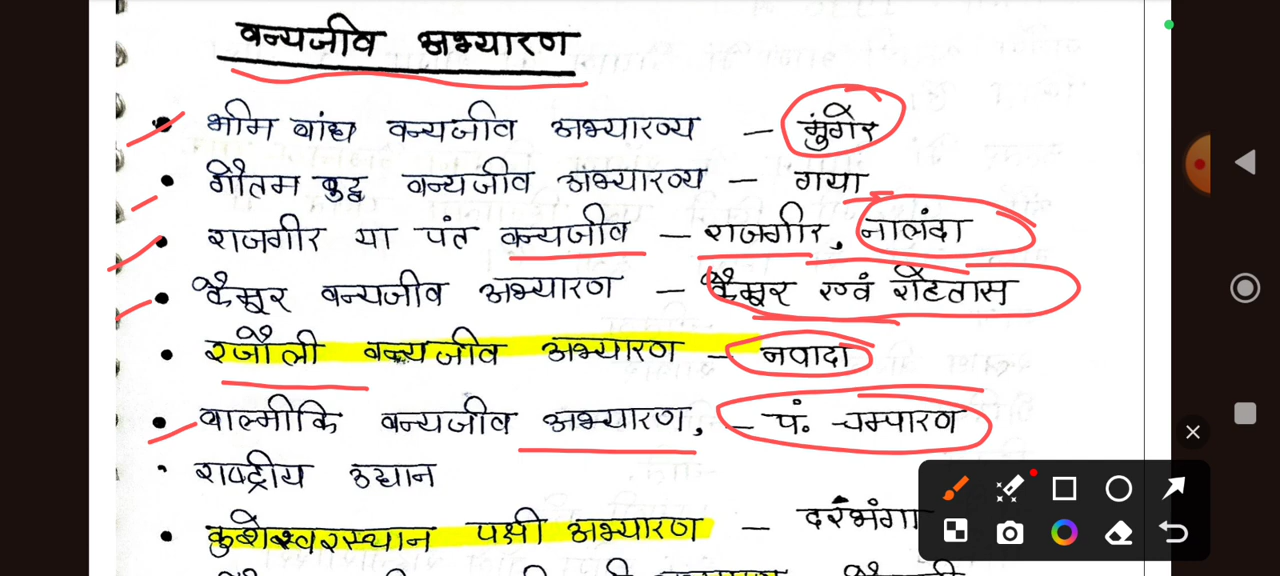 वन्यजीव अभ्यारण
• भीम बांध वन्यजीव अभ्यारण्य – मुंगेर
• गौतम बुद्ध वन्यजीव अभ्यारण्य – गया
• राजगीर या पंत वन्यजीव – राजगीर, नालंदा
• कैमूर वन्यजीव अभ्यारण – कैमूर एवं रोहतास
• रजौली वन्यजीव अभ्यारण – नवादा
• वाल्मीकि वन्यजीव अभ्यारण, – पं. चम्पारण
• राष्ट्रीय उद्यान
• कुशेश्वरस्थान पक्षी अभ्यारण – दरभंगा